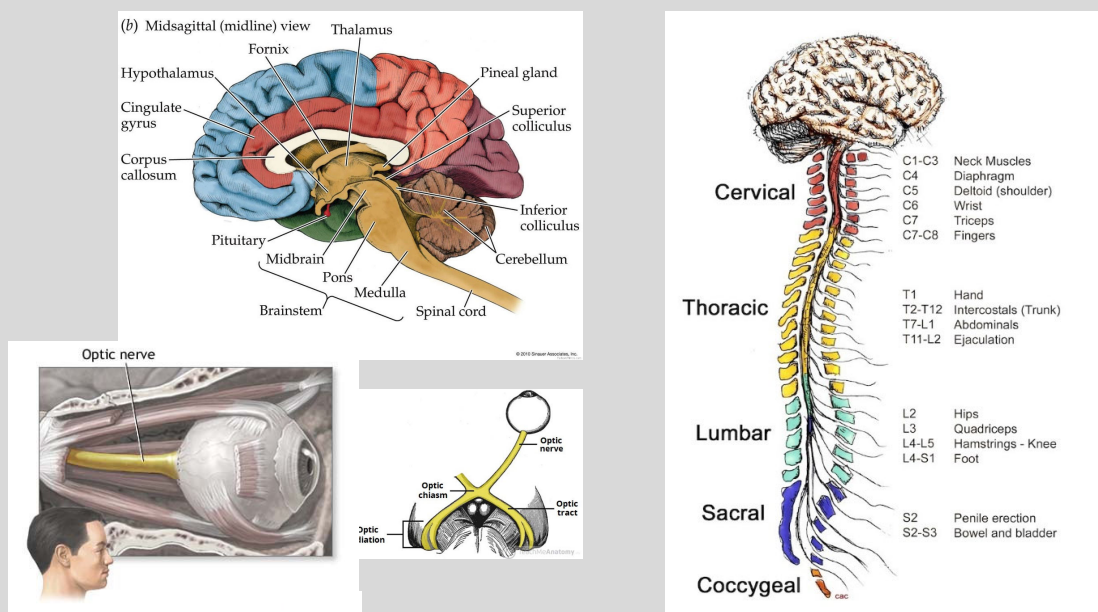 (b) Midsagittal (midline) view
Thalamus
Fornix
Hypothalamus
Pineal gland
Cingulate
gyrus
Superior
colliculus
Corpus
callosum
Inferior
colliculus
Pituitary
Cerebellum
Midbrain
Pons
Medulla
Brainstem
Spinal cord
© 2010 Sinauer Associates, Inc.
Optic nerve
Optic
nerve
Optic
chiasm
Optic
tract
Optic
diation
Cervical
C1-C3 Neck Muscles
C4 Diaphragm
C5 Deltoid (shoulder)
C6 Wrist
C7 Triceps
C7-C8 Fingers
Thoracic
T1 Hand
T2-T12 Intercostals (Trunk)
T7-L1 Abdominals
T11-L2 Ejaculation
Lumbar
L2 Hips
L3 Quadriceps
L4-L5 Hamstrings - Knee
L4-S1 Foot
Sacral
S2 Penile erection
S2-S3 Bowel and bladder
Coccygeal
cac